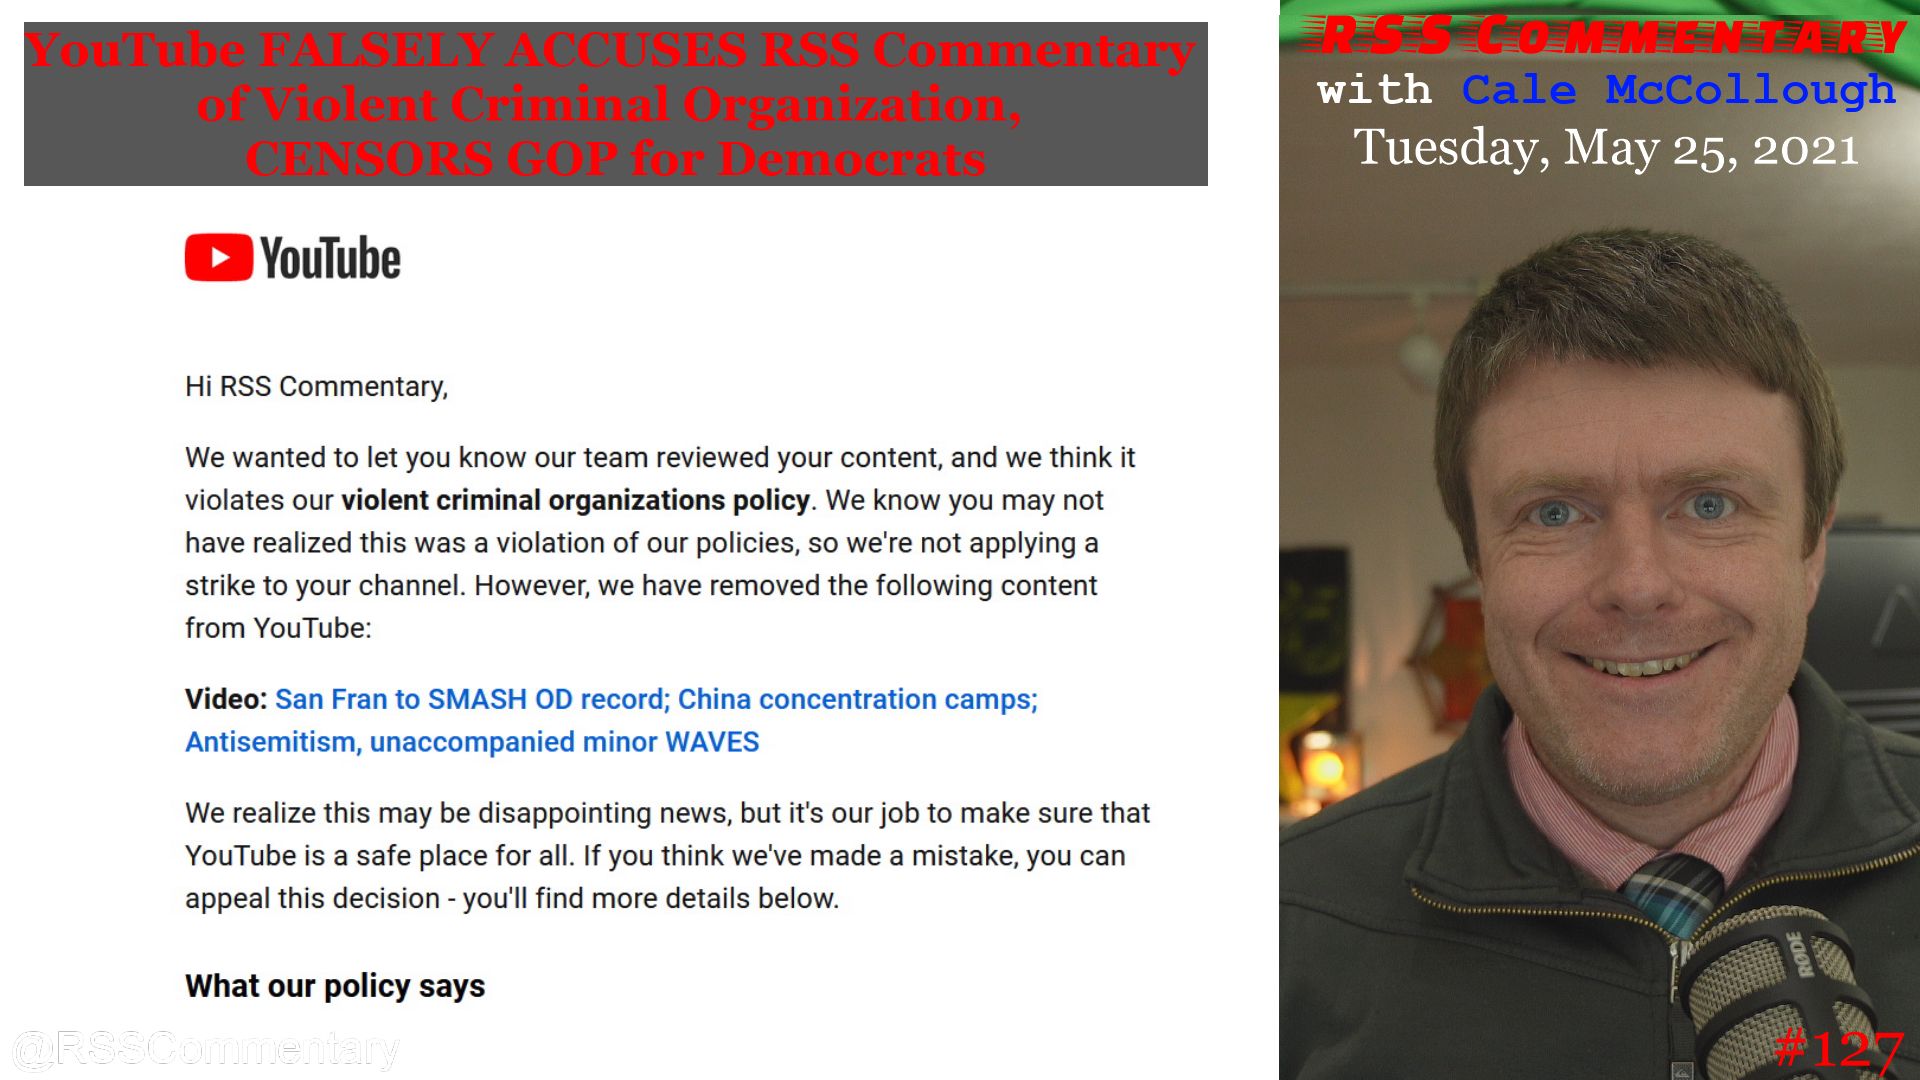 YouTube FALSELY ACCUSES RSS Commentary
of Violent Criminal Organization,
CENSORS GOP for Democrats
YouTube
Hi RSS Commentary,
We wanted to let you know our team reviewed your content, and we think it
violates our violent criminal organizations policy. We know you may not
have realized this was a violation of our policies, so we're not applying a
strike to your channel. However, we have removed the following content
from YouTube:
Video: San Fran to SMASH OD record; China concentration camps;
Antisemitism, unaccompanied minor WAVES
We realize this may be disappointing news, but it's our job to make sure that
YouTube is a safe place for all. If you think we've made a mistake, you can
appeal this decision - you'll find more details below.
What our policy says
@RSSCommentary
RSS COMMENTARY
with Cale McCollough
Tuesday, May 25, 2021
RODE
#127